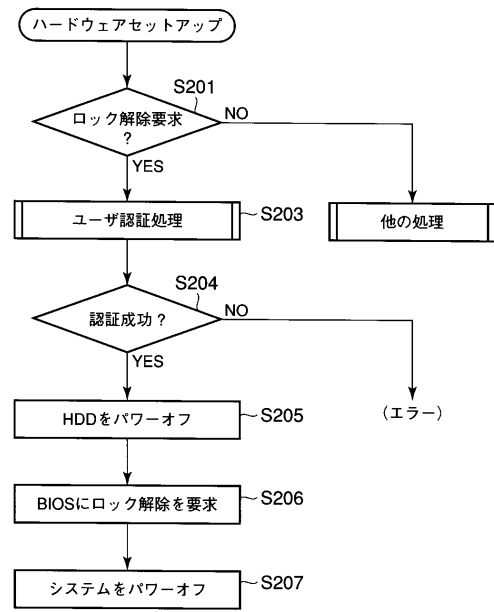 ハードウェアセットアップ
S201
ロック解除要求
?
NO
YES
ユーザ認証処理
S203
他の処理
S204
認証成功？
NO
YES
HDDをパワーオフ
S205
（エラー）
BIOSにロック解除を要求
S206
システムをパワーオフ
S207